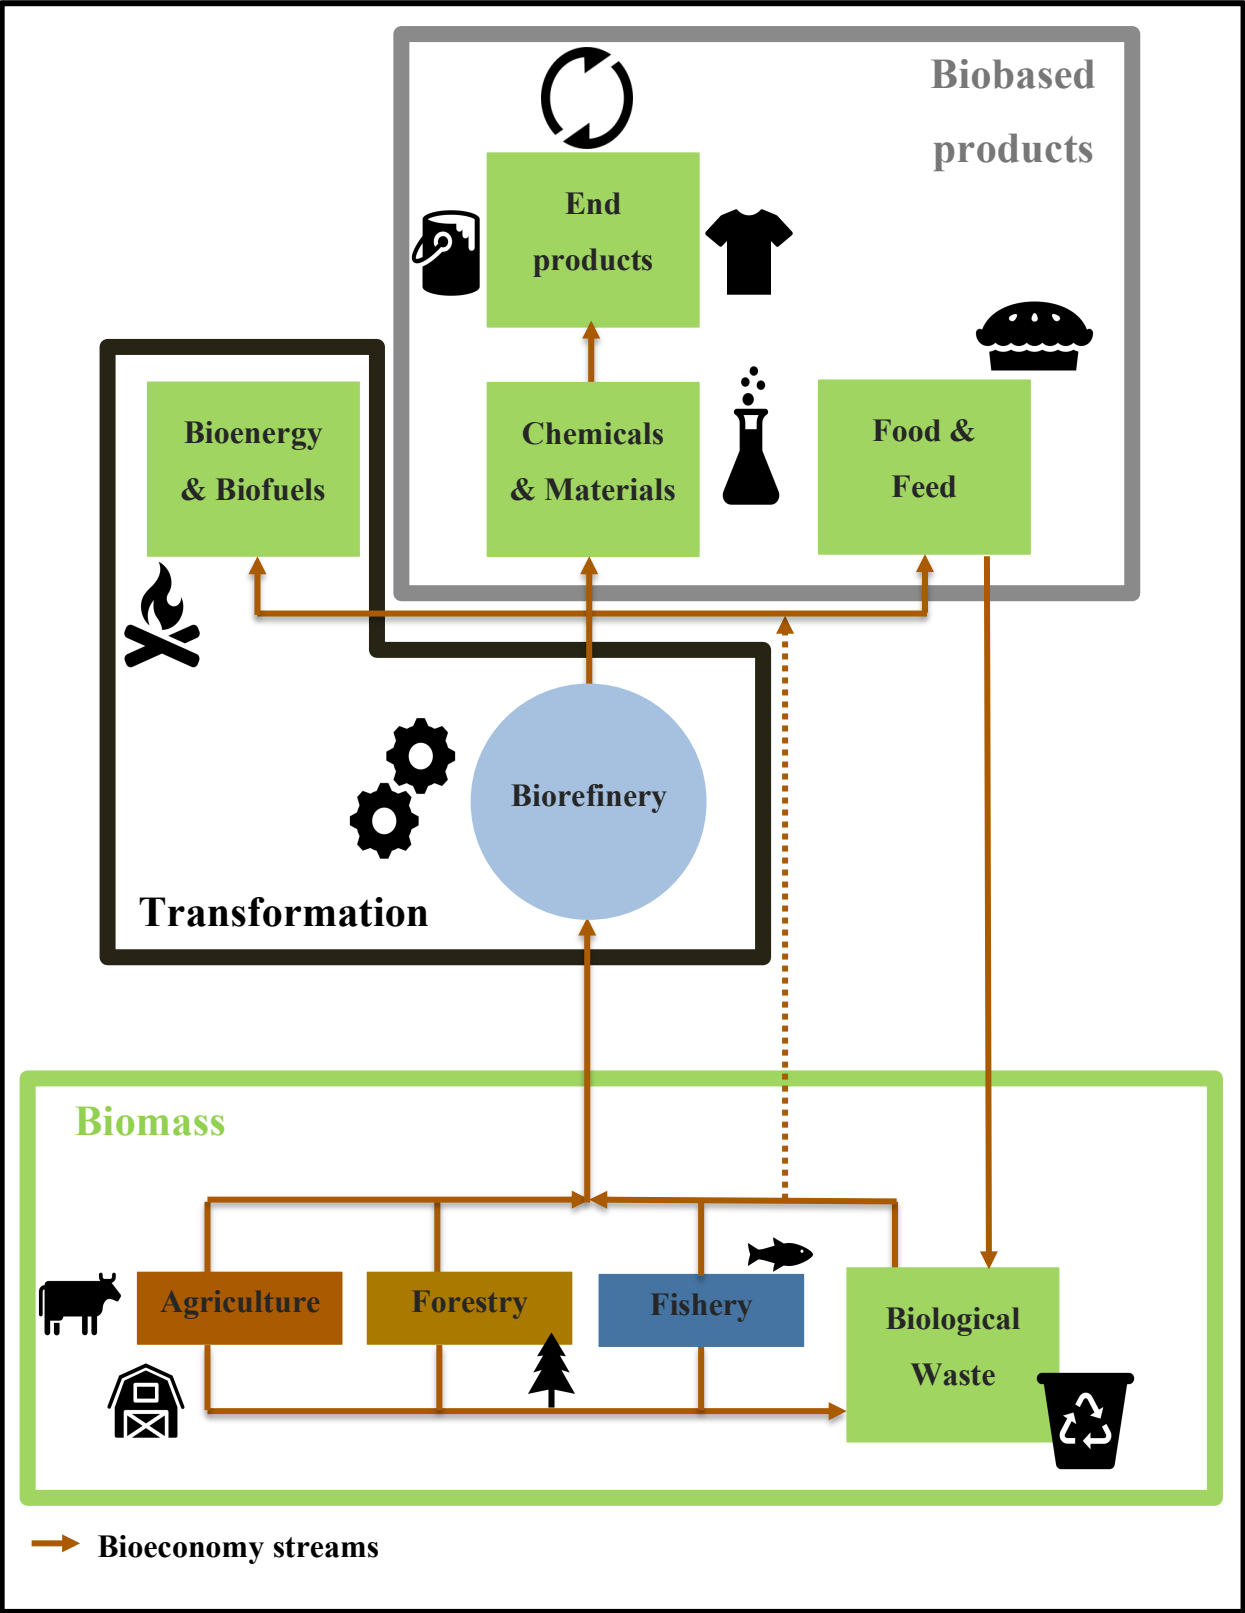 Biobased
products
End
products
Bioenergy
& Biofuels
Chemicals
& Materials
Food &
Feed
Biorefinery
Transformation
Biomass
Agriculture
Forestry
Fishery
Biological
Waste
Bioeconomy streams